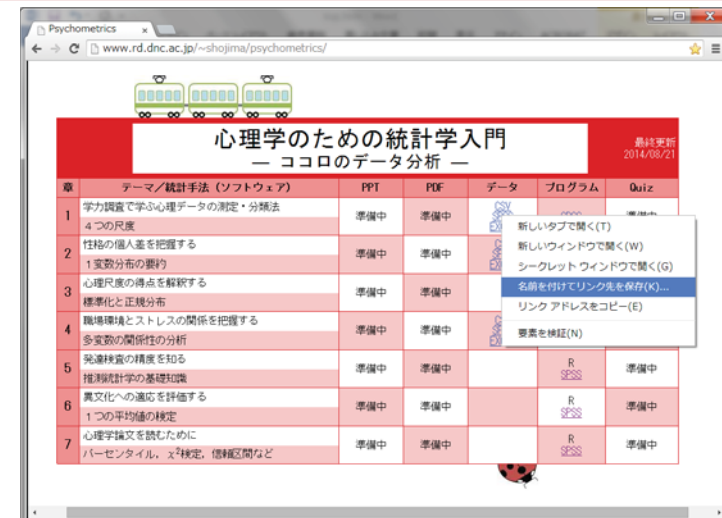 Psychometrics
www.rd.dnc.ac.jp/~shojima/psychometrics/
心理学のための統計学入門
― ココロのデータ分析 ―
最終更新
2014/08/21
章 テーマ／統計手法（ソフトウェア） PPT PDF データ プログラム Quiz
1 学力調査で学ぶ心理データの測定・分類法 準備中 準備中 CSV
4つの尺度
2 性格の個人差を把握する 準備中 準備中
1変数分布の要約
3 心理尺度の得点を解釈する 準備中 準備中
標準化と正規分布
4 職場環境とストレスの関係を把握する 準備中 準備中
多変数の関係性の分析
5 発達検査の精度を知る 準備中 準備中 R SPSS 準備中
推測統計学の基礎知識
6 異文化への適応を評価する 準備中 準備中 R SPSS 準備中
1つの平均値の検定
7 心理学論文を読むために 準備中 準備中 R SPSS 準備中
パーセンタイル，χ²検定，信頼区間など
新しいタブで開く(T)
新しいウィンドウで開く(W)
シークレット ウィンドウで開く(G)
名前を付けてリンク先を保存(K)...
リンク アドレスをコピー(E)
要素を検証(N)